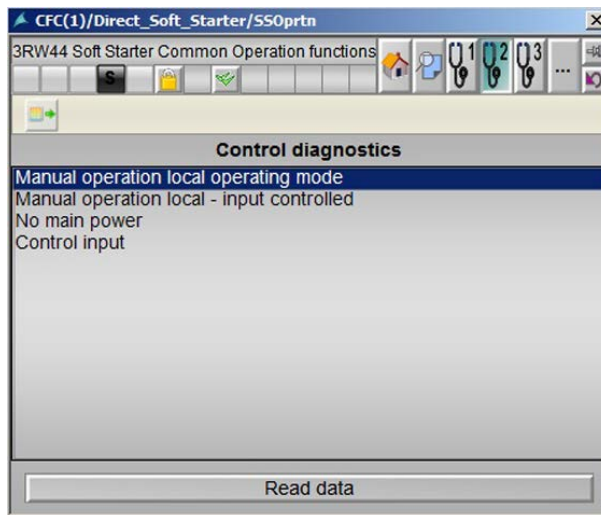 CFC(1)/Direct_Soft_Starter/SSOprtn
3RW44 Soft Starter Common Operation functions
S
1
2
3
...
Control diagnostics
Manual operation local operating mode
Manual operation local - input controlled
No main power
Control input
Read data